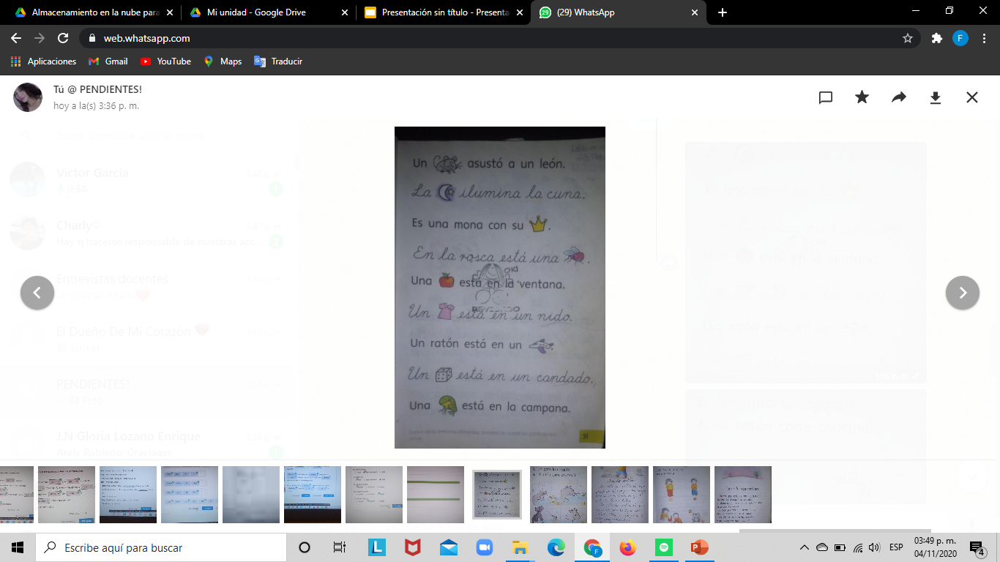 Almacenamiento en la nube para
Mi unidad - Google Drive
Presentación sin título - Presenta
(29) WhatsApp
web.whatsapp.com
F
Aplicaciones
Gmail
YouTube
Maps
Traducir
Tú @ PENDIENTES!
hoy a la(s) 3:36 p. m.
Victor García
0:58
Charly
Hay q hacerse responsable de nuestras acc...
Entrevistas docentes
El Dueño De Mi Corazón
Sticker
PENDIENTES!
Foto
J.N Gloria Lozano Enrique
Arely Robledo: Graciaaas
Un asustó a un león.
La ilumina la cuna.
Es una mona con su .
En la rosca está una .
Una está en la ventana.
Un está en un nido.
Un ratón está en un .
Un está en un candado.
Una está en la campana.
REVISADO
31
Escribe aquí para buscar
ESP
03:49 p. m.
04/11/2020
4